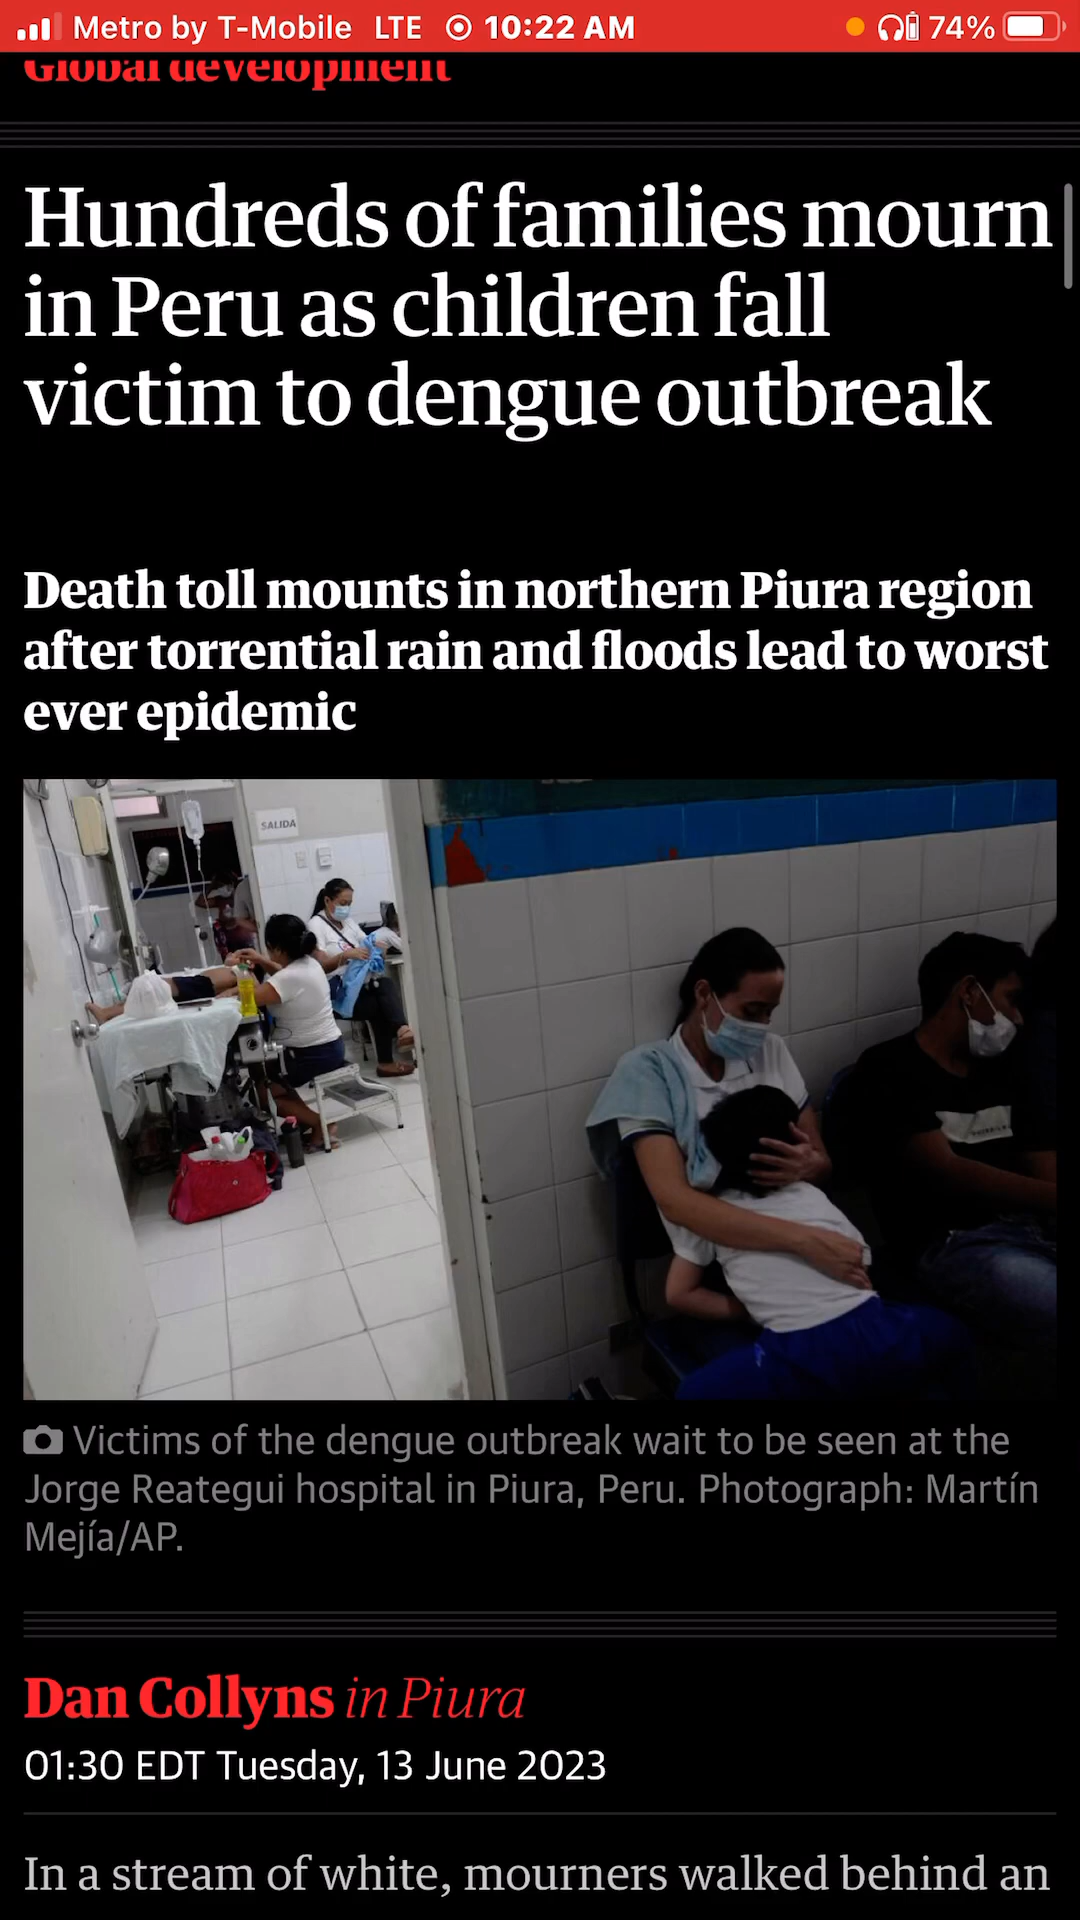 Metro by T-Mobile LTE 10:22 AM 74%
Global development
Hundreds of families mourn
in Peru as children fall
victim to dengue outbreak
Death toll mounts in northern Piura region
after torrential rain and floods lead to worst
ever epidemic
SALIDA
Victims of the dengue outbreak wait to be seen at the
Jorge Reategui hospital in Piura, Peru. Photograph: Martín
Mejía/AP.
Dan Collyns in Piura
01:30 EDT Tuesday, 13 June 2023
In a stream of white, mourners walked behind an